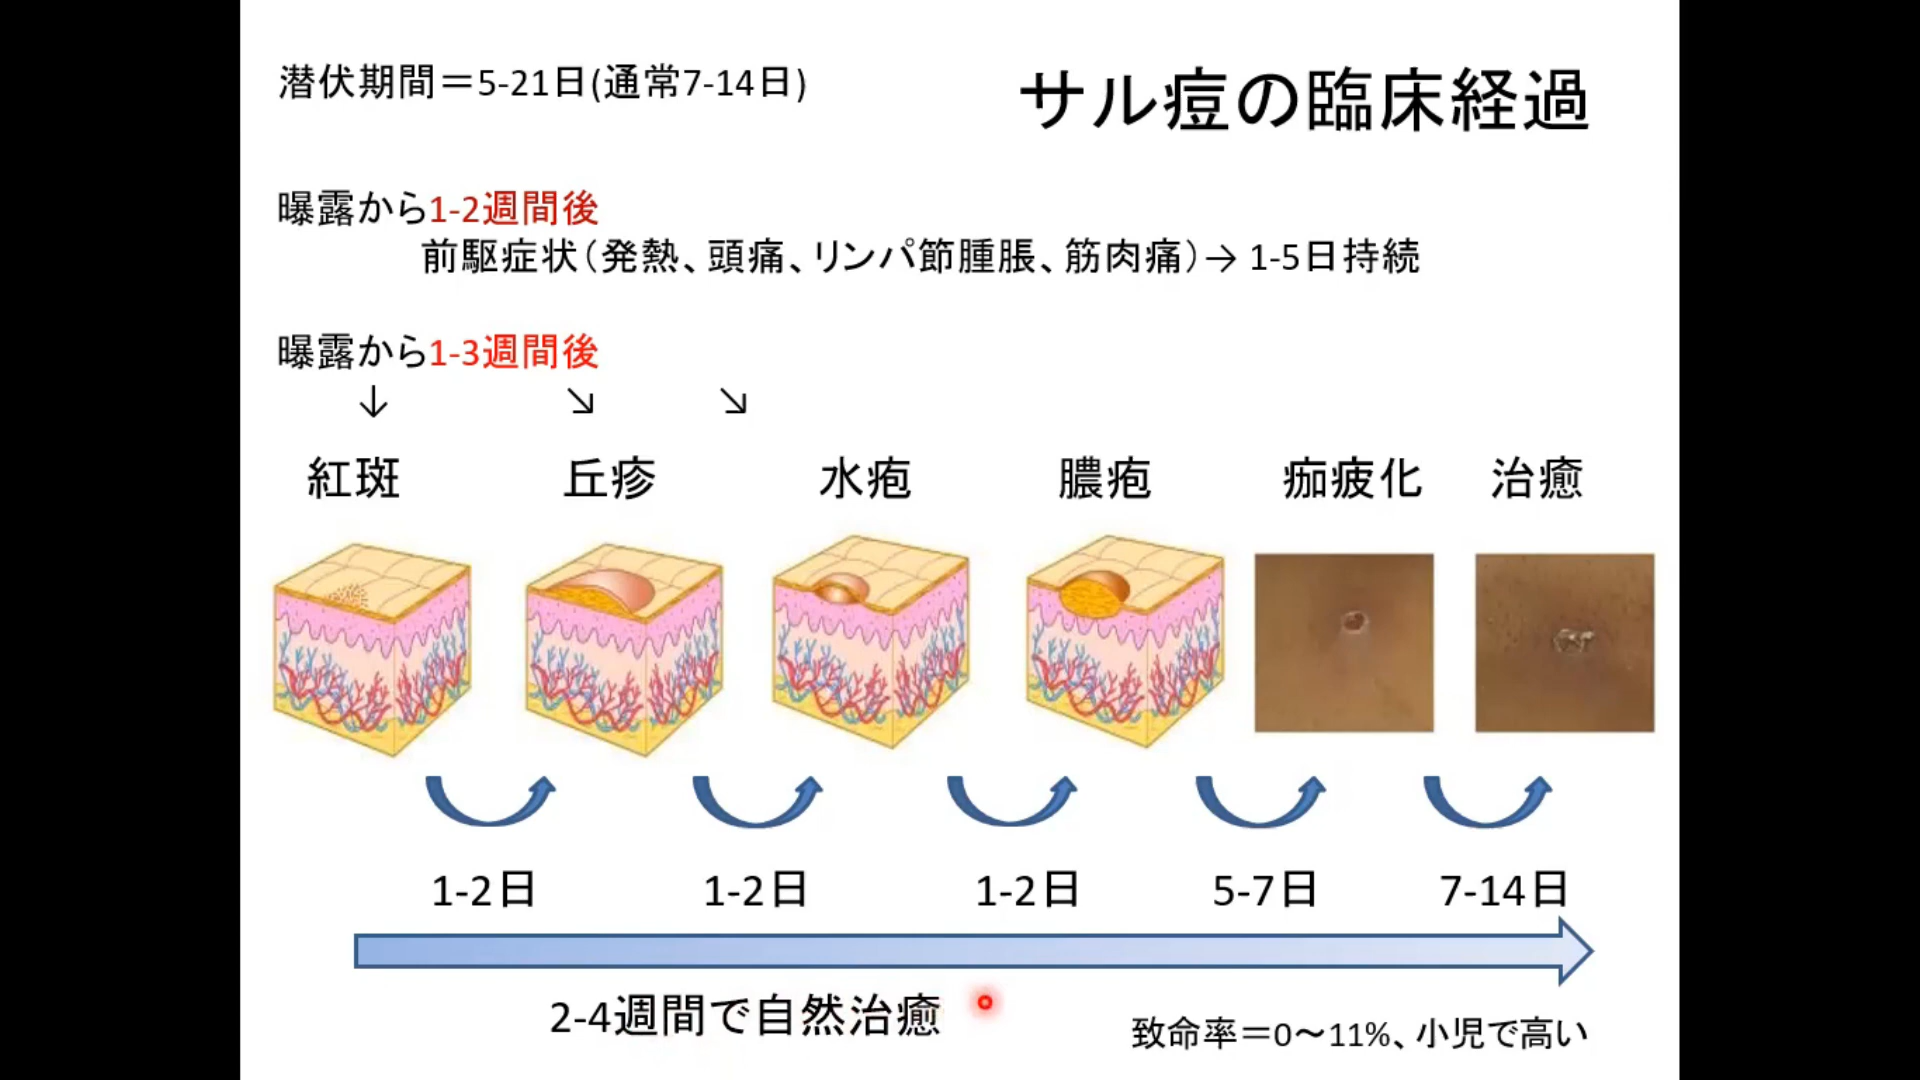 潜伏期間＝5-21日(通常7-14日)
サル痘の臨床経過
曝露から1-2週間後
前駆症状（発熱、頭痛、リンパ節腫脹、筋肉痛）→ 1-5日持続
曝露から1-3週間後
↓ ↘ ↘
紅斑 丘疹 水疱 膿疱 痂疲化 治癒
1-2日 1-2日 1-2日 5-7日 7-14日
2-4週間で自然治癒
致命率＝0〜11%、小児で高い